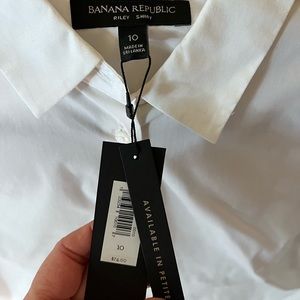 BANANA REPUBLIC
RILEY SHIRT
10
MADE IN
SRI LANKA
10
AVAILABLE IN PETITE